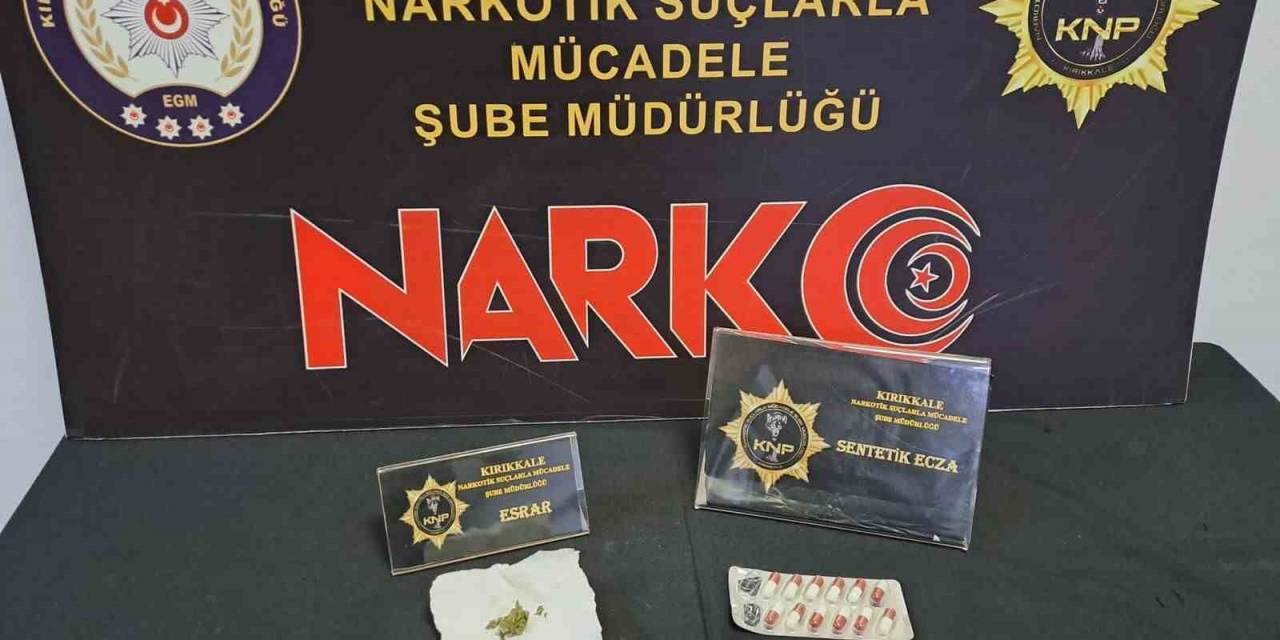 NARKOTİK SUÇLARLA
MÜCADELE
ŞUBE MÜDÜRLÜĞÜ
EGM
KNP
KIRIKKALE
NARKO
KIRIKKALE
NARKOTİK SUÇLARLA MÜCADELE
ŞUBE MÜDÜRLÜĞÜ
KNP
SENTETİK ECZA
KIRIKKALE
NARKOTİK SUÇLARLA MÜCADELE
ŞUBE MÜDÜRLÜĞÜ
KNP
ESRAR